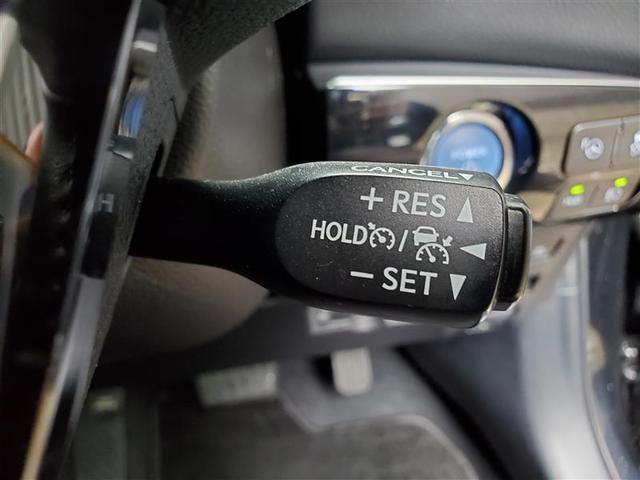 CANCEL▼
+ RES ▲
HOLD / ◀
− SET ▼